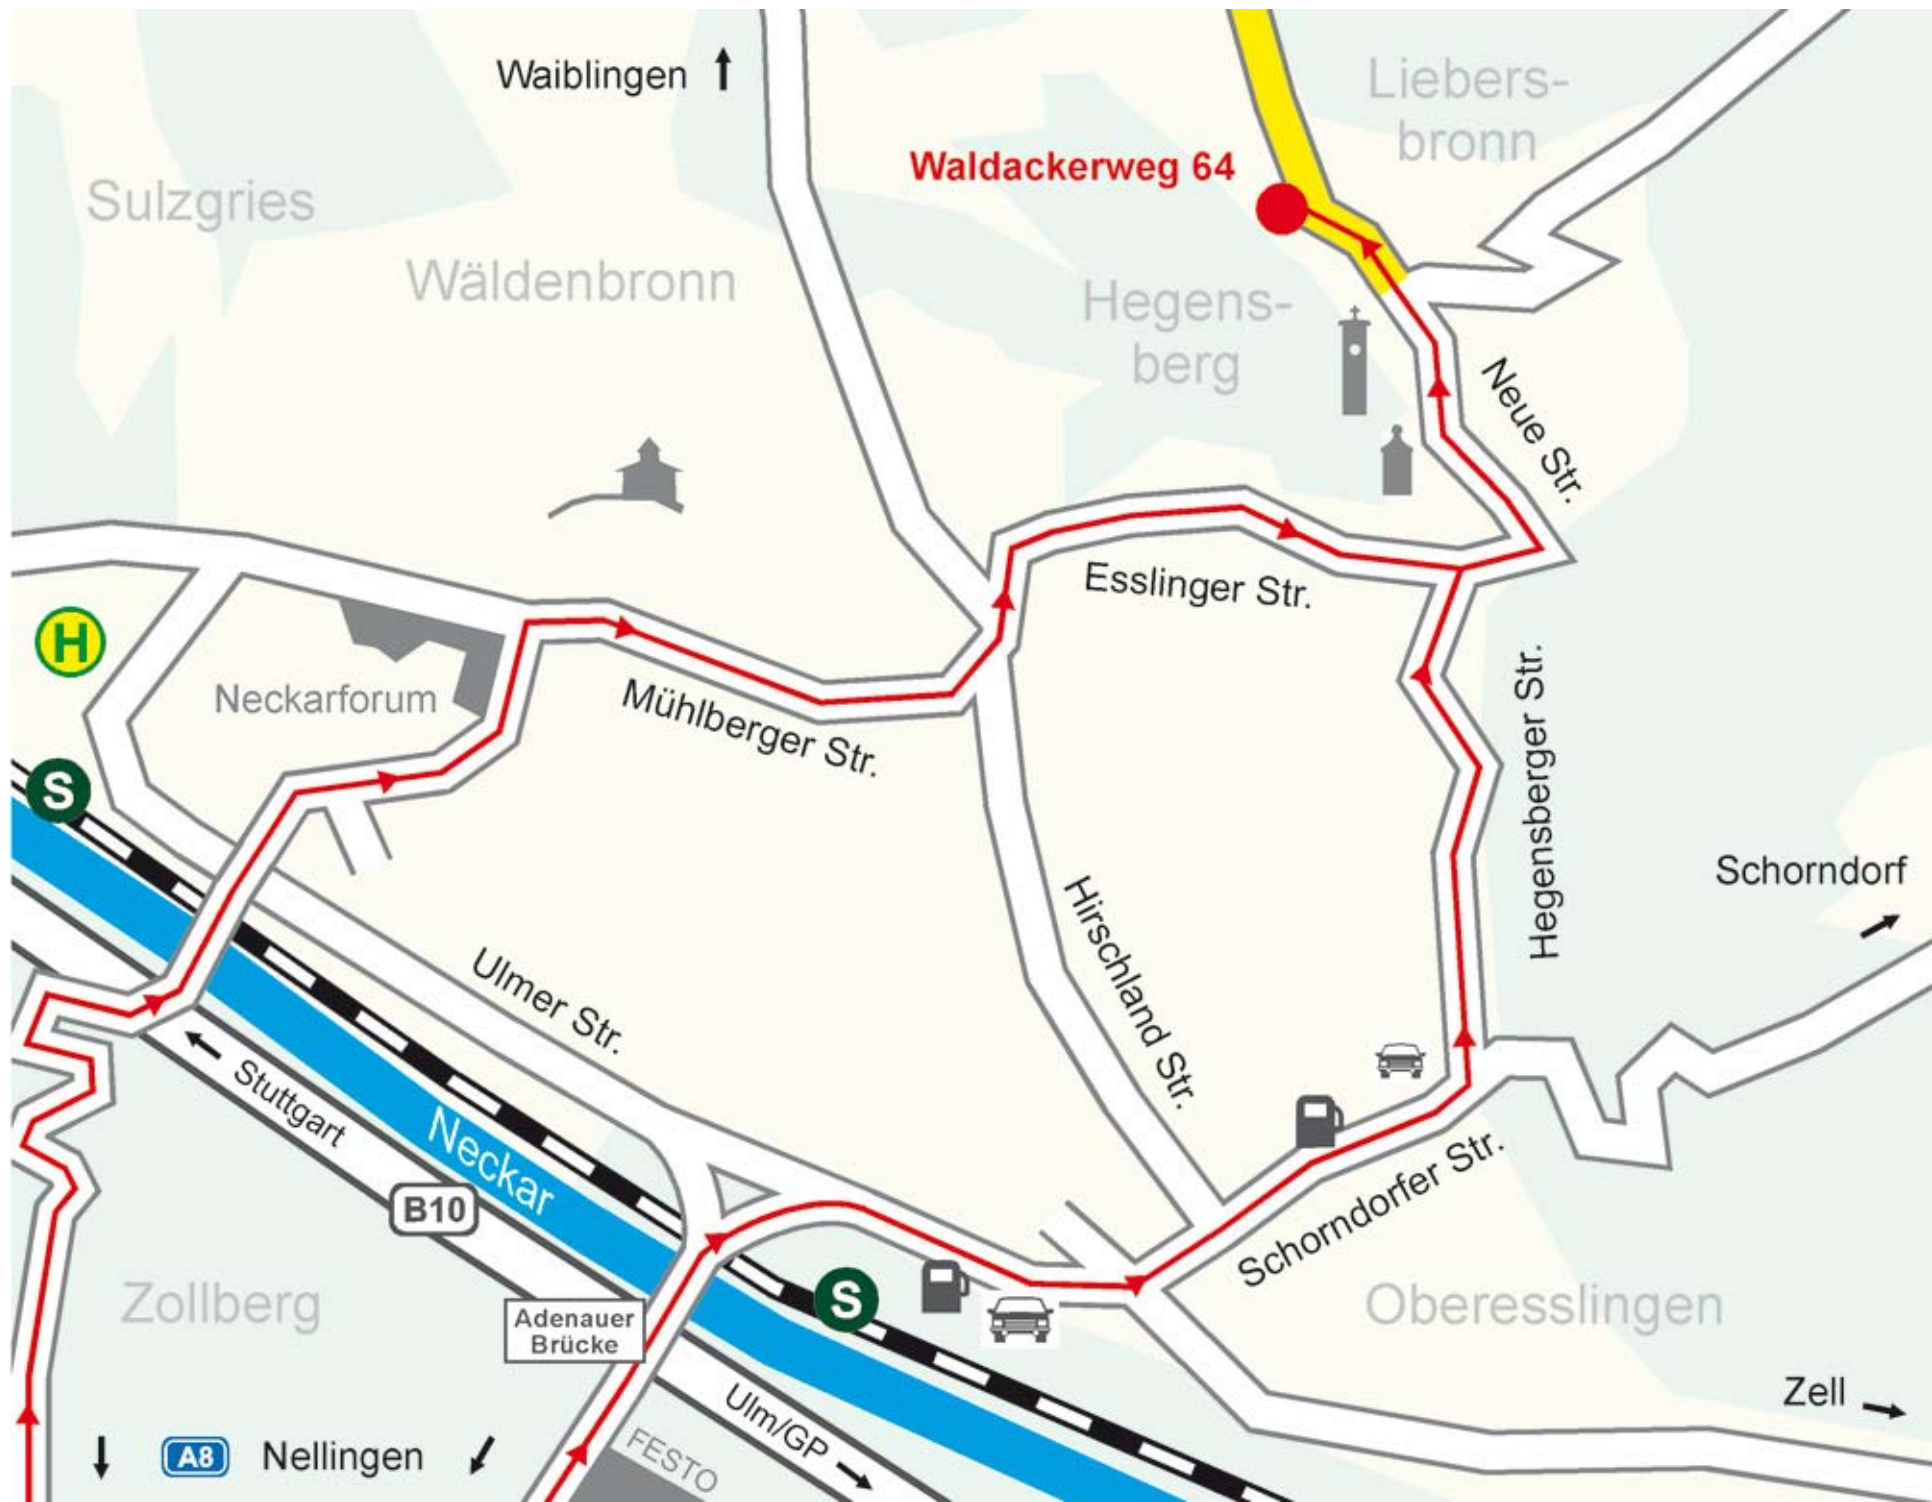 Waiblingen
Liebers-
bronn
Waldackerweg 64
Sulzgries
Wäldenbronn
Hegens-
berg
Neue Str.
Esslinger Str.
H
Neckarforum
Mühlberger Str.
Hegensberger Str.
S
Schorndorf
Hirschland Str.
Ulmer Str.
Stuttgart
Neckar
B10
Schorndorfer Str.
Zollberg
Adenauer
Brücke
S
Oberesslingen
Zell
Ulm/GP
A8 Nellingen
FESTO